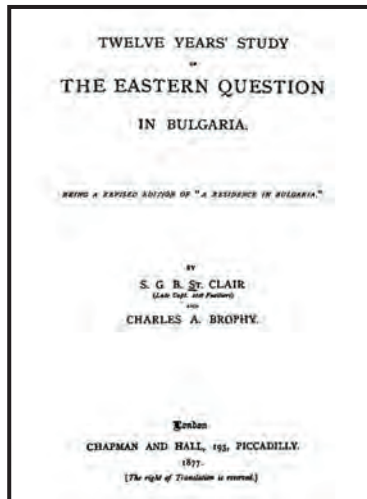 TWELVE YEARS' STUDY
OF
THE EASTERN QUESTION
IN BULGARIA.
BEING A REVISED EDITION OF "A RESIDENCE IN BULGARIA."
BY
S. G. B. ST. CLAIR
(Late Capt. 21st Fusiliers)
AND
CHARLES A. BROPHY.
London
CHAPMAN AND HALL, 193, PICCADILLY.
1877.
[The right of Translation is reserved.]